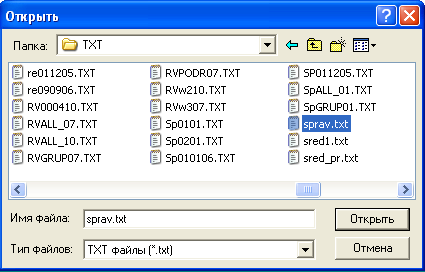 Открыть
Папка: TXT
re011205.TXT RVPODR07.TXT SP011205.TXT
re090906.TXT RVw210.TXT SpALL_01.TXT
RV000410.TXT RVw307.TXT SpGRUP01.TXT
RVALL_07.TXT Sp0101.TXT sprav.txt
RVALL_10.TXT Sp0201.TXT sred1.txt
RVGRUP07.TXT Sp010106.TXT sred_pr.txt
Имя файла: sprav.txt Открыть
Тип файлов: TXT файлы (*.txt) Отмена